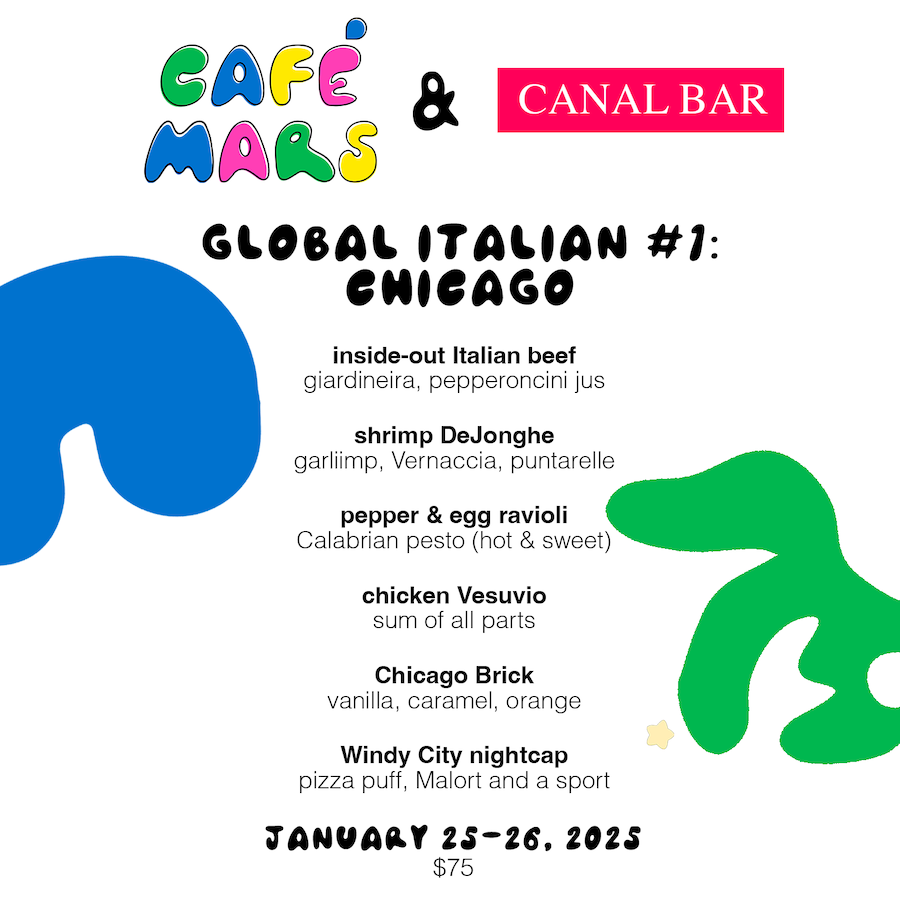 CAFÉ MARS & CANAL BAR
GLOBAL ITALIAN #1:
CHICAGO
inside-out Italian beef
giardineira, pepperoncini jus
shrimp DeJonghe
garliimp, Vernaccia, puntarelle
pepper & egg ravioli
Calabrian pesto (hot & sweet)
chicken Vesuvio
sum of all parts
Chicago Brick
vanilla, caramel, orange
Windy City nightcap
pizza puff, Malort and a sport
JANUARY 25-26, 2025
$75